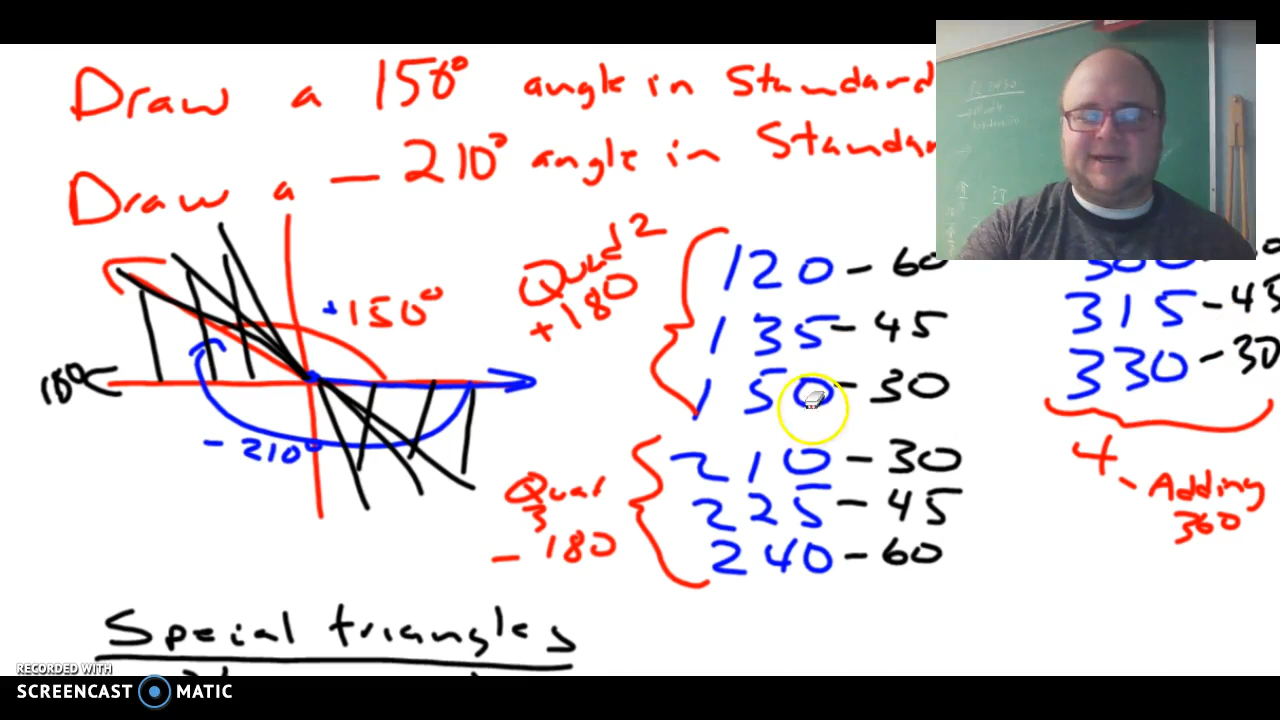 Draw a 150° angle in Standard
Draw a - 210° angle in Standar
Quad 2
+180
120 - 60
135 - 45
150 - 30
315 - 45
330 - 30
+150°
180
- 210°
Quad
3
- 180
210 - 30
225 - 45
240 - 60
4 - Adding
360
Special triangles
RECORDED WITH
SCREENCAST MATIC